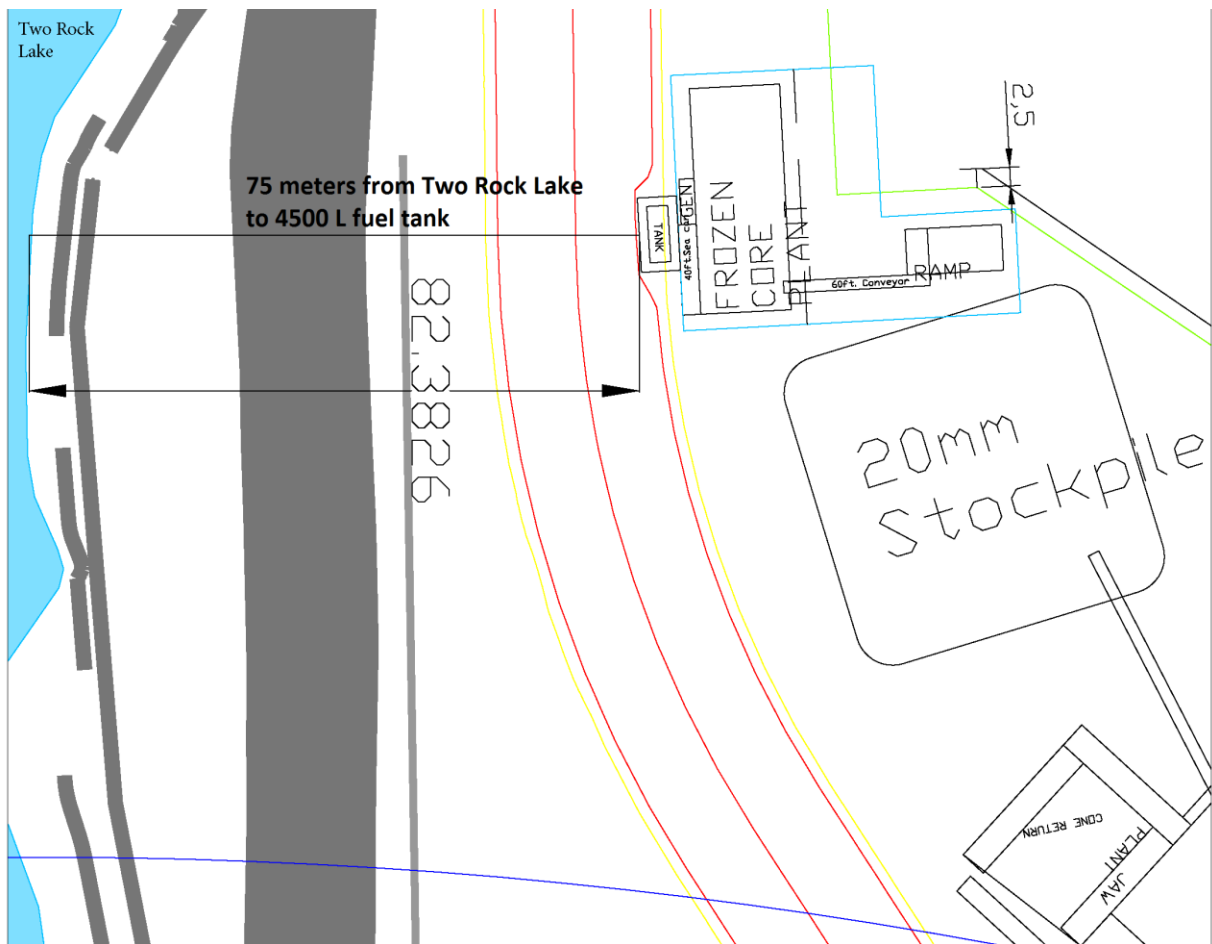 Two Rock
Lake
75 meters from Two Rock Lake
to 4500 L fuel tank
82.3826
TANK
40ft.Sea can
GEN
FROZEN
CORE
PLANT
2,5
60ft. Conveyor
RAMP
20mm
Stockpile
CONE RETURN
PLANT
JAW